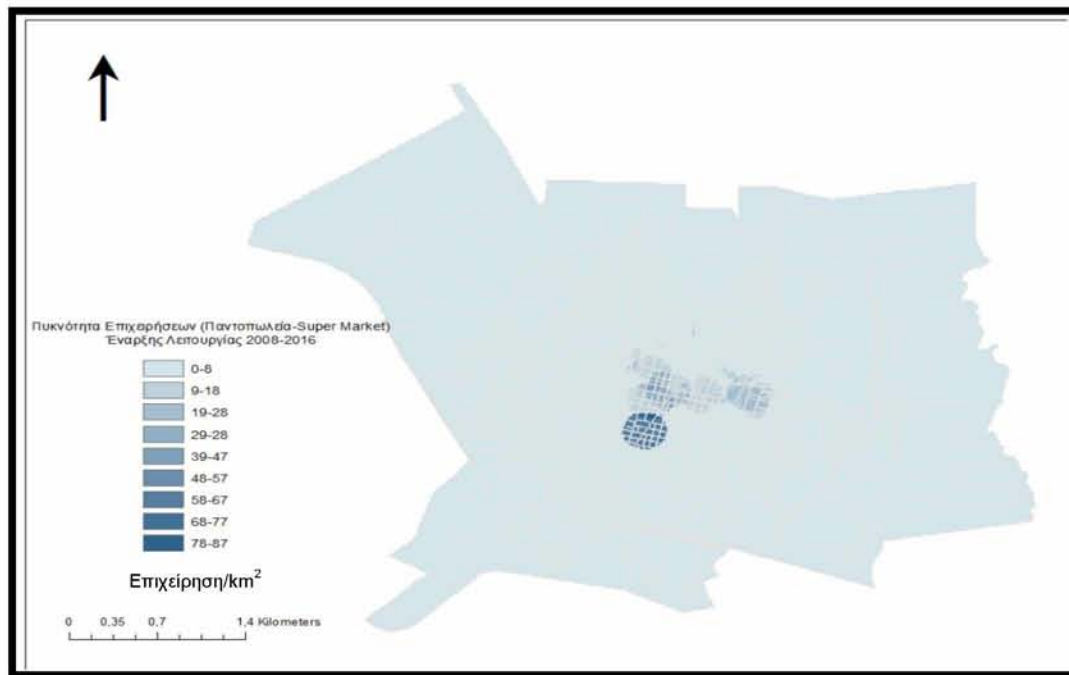 Πυκνότητα Επιχειρήσεων (Παντοπωλεία-Super Market)
Έναρξης Λειτουργίας 2008-2016
0-8
9-18
19-28
29-28
39-47
48-57
58-67
68-77
78-87
Επιχείρηση/km²
0 0,35 0,7 1,4 Kilometers